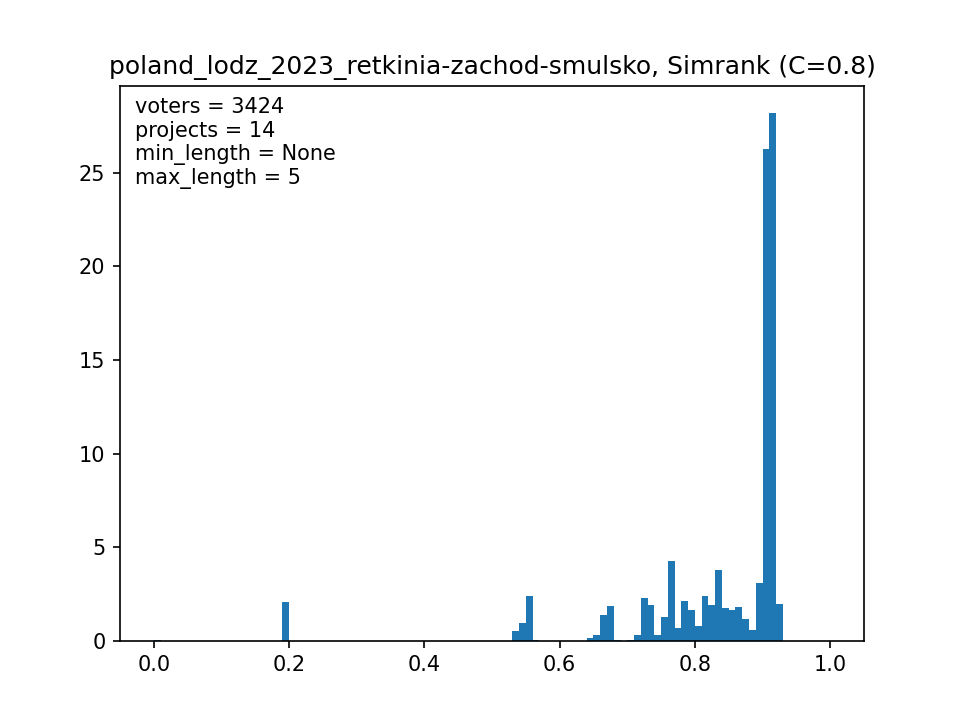 poland_lodz_2023_retkinia-zachod-smulsko, Simrank (C=0.8)
voters = 3424
projects = 14
min_length = None
max_length = 5
25
20
15
10
5
0
0.0 0.2 0.4 0.6 0.8 1.0